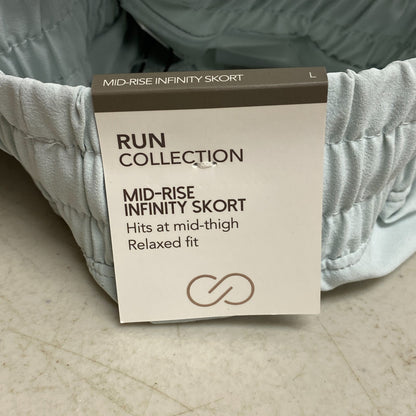 MID-RISE INFINITY SKORT L
RUN
COLLECTION
MID-RISE
INFINITY SKORT
Hits at mid-thigh
Relaxed fit